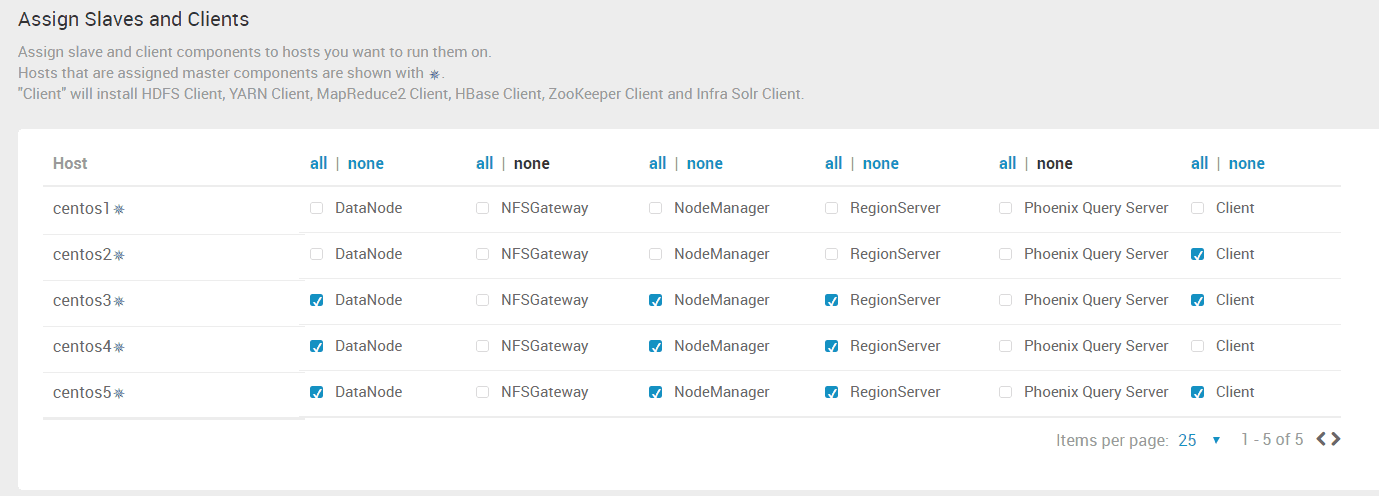 Assign Slaves and Clients
Assign slave and client components to hosts you want to run them on.
Hosts that are assigned master components are shown with ✵.
"Client" will install HDFS Client, YARN Client, MapReduce2 Client, HBase Client, ZooKeeper Client and Infra Solr Client.
Host all | none all | none all | none all | none all | none all | none
centos1✵ DataNode NFSGateway NodeManager RegionServer Phoenix Query Server Client
centos2✵ DataNode NFSGateway NodeManager RegionServer Phoenix Query Server Client
centos3✵ DataNode NFSGateway NodeManager RegionServer Phoenix Query Server Client
centos4✵ DataNode NFSGateway NodeManager RegionServer Phoenix Query Server Client
centos5✵ DataNode NFSGateway NodeManager RegionServer Phoenix Query Server Client
Items per page: 25 1 - 5 of 5